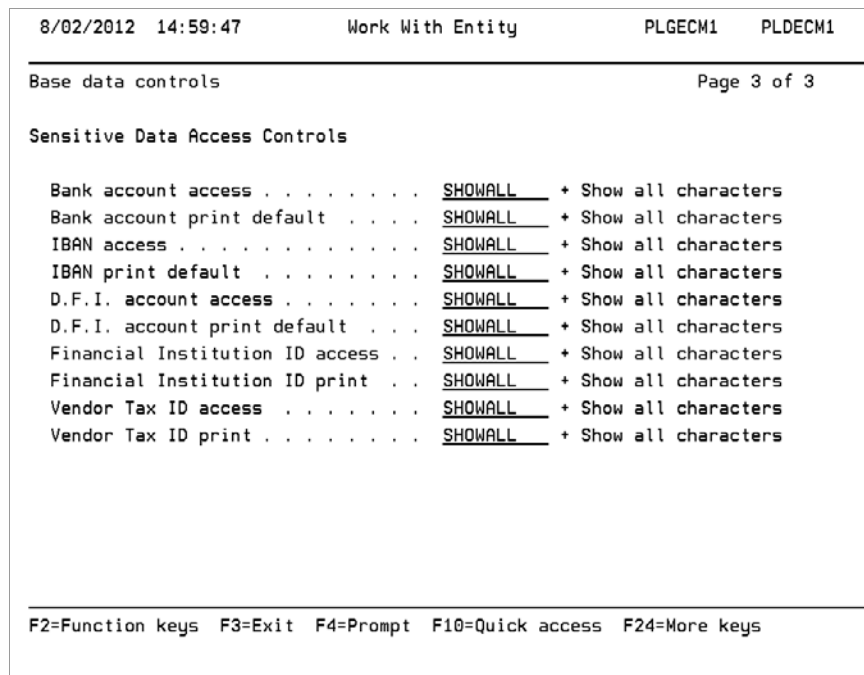 8/02/2012 14:59:47 Work With Entity PLGECM1 PLDECM1
Base data controls Page 3 of 3
Sensitive Data Access Controls
Bank account access . . . . . . . . SHOWALL + Show all characters
Bank account print default . . . . SHOWALL + Show all characters
IBAN access . . . . . . . . . . . . SHOWALL + Show all characters
IBAN print default . . . . . . . . SHOWALL + Show all characters
D.F.I. account access . . . . . . . SHOWALL + Show all characters
D.F.I. account print default . . . SHOWALL + Show all characters
Financial Institution ID access . . SHOWALL + Show all characters
Financial Institution ID print . . SHOWALL + Show all characters
Vendor Tax ID access . . . . . . . SHOWALL + Show all characters
Vendor Tax ID print . . . . . . . . SHOWALL + Show all characters
F2=Function keys F3=Exit F4=Prompt F10=Quick access F24=More keys